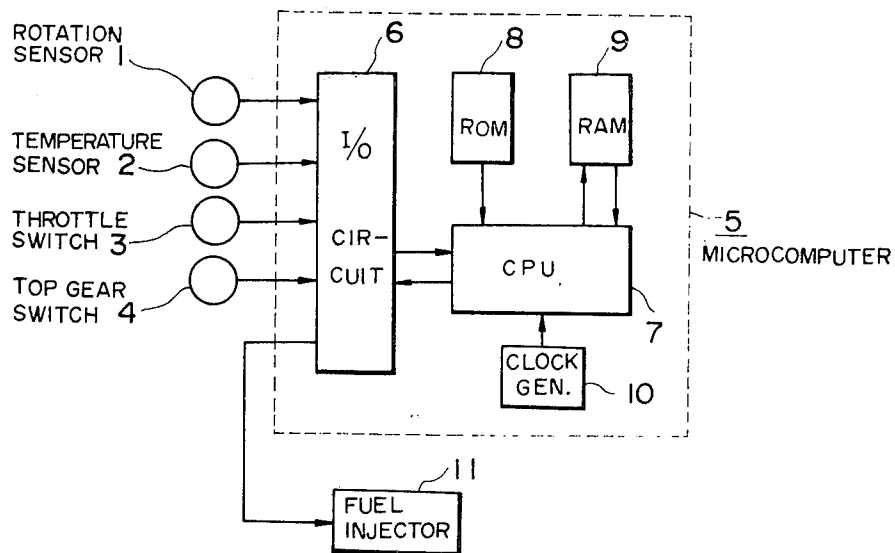 ROTATION
SENSOR 1
TEMPERATURE
SENSOR 2
THROTTLE
SWITCH 3
TOP GEAR
SWITCH 4
6
I/O
CIR-
CUIT
8
ROM
9
RAM
CPU
7
CLOCK
GEN.
10
5
MICROCOMPUTER
11
FUEL
INJECTOR